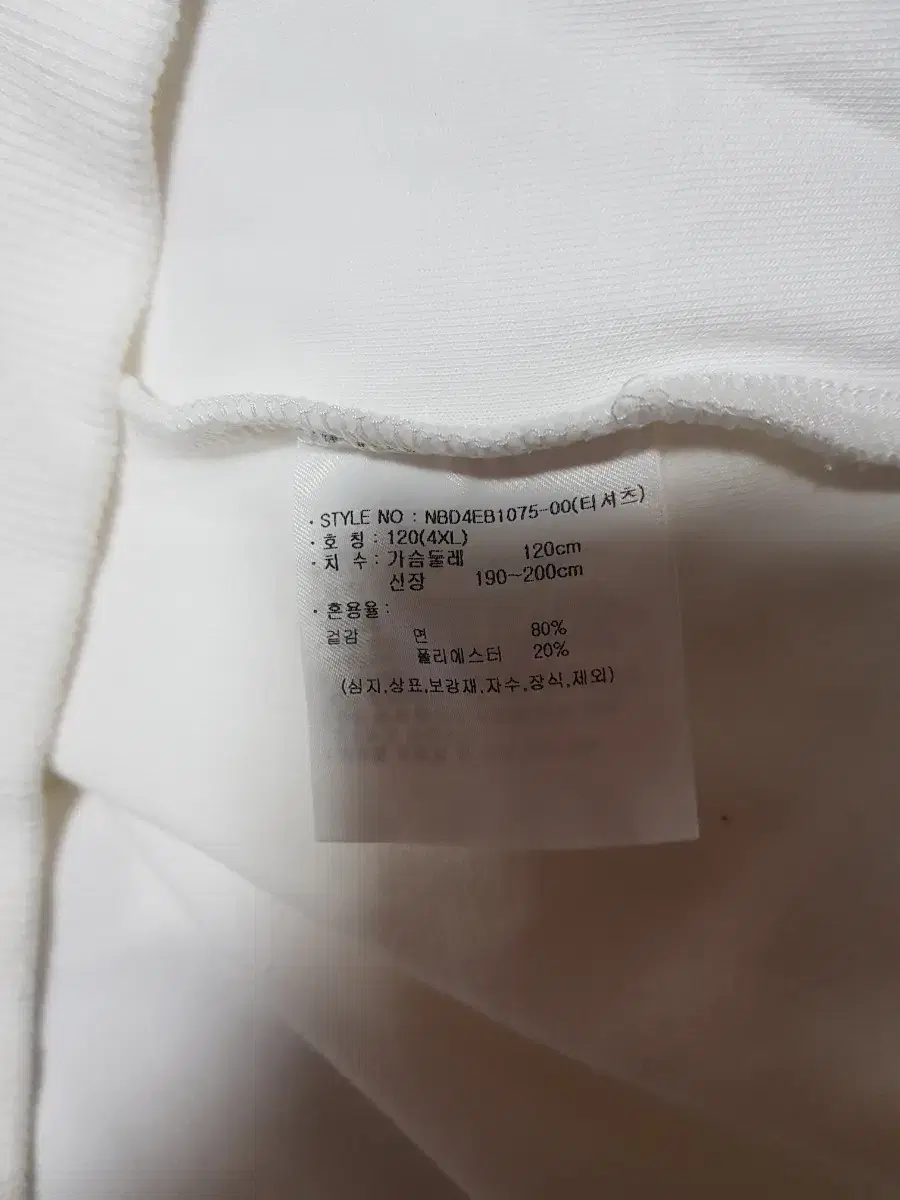 · STYLE NO : NBD4EB1075-00(티셔츠)
· 호 칭 : 120(4XL)
· 치 수 : 가슴둘레 120cm
신장 190~200cm
· 혼용율 :
겉감 면 80%
폴리에스터 20%
(심지,상표,보강재,자수,장식,제외)